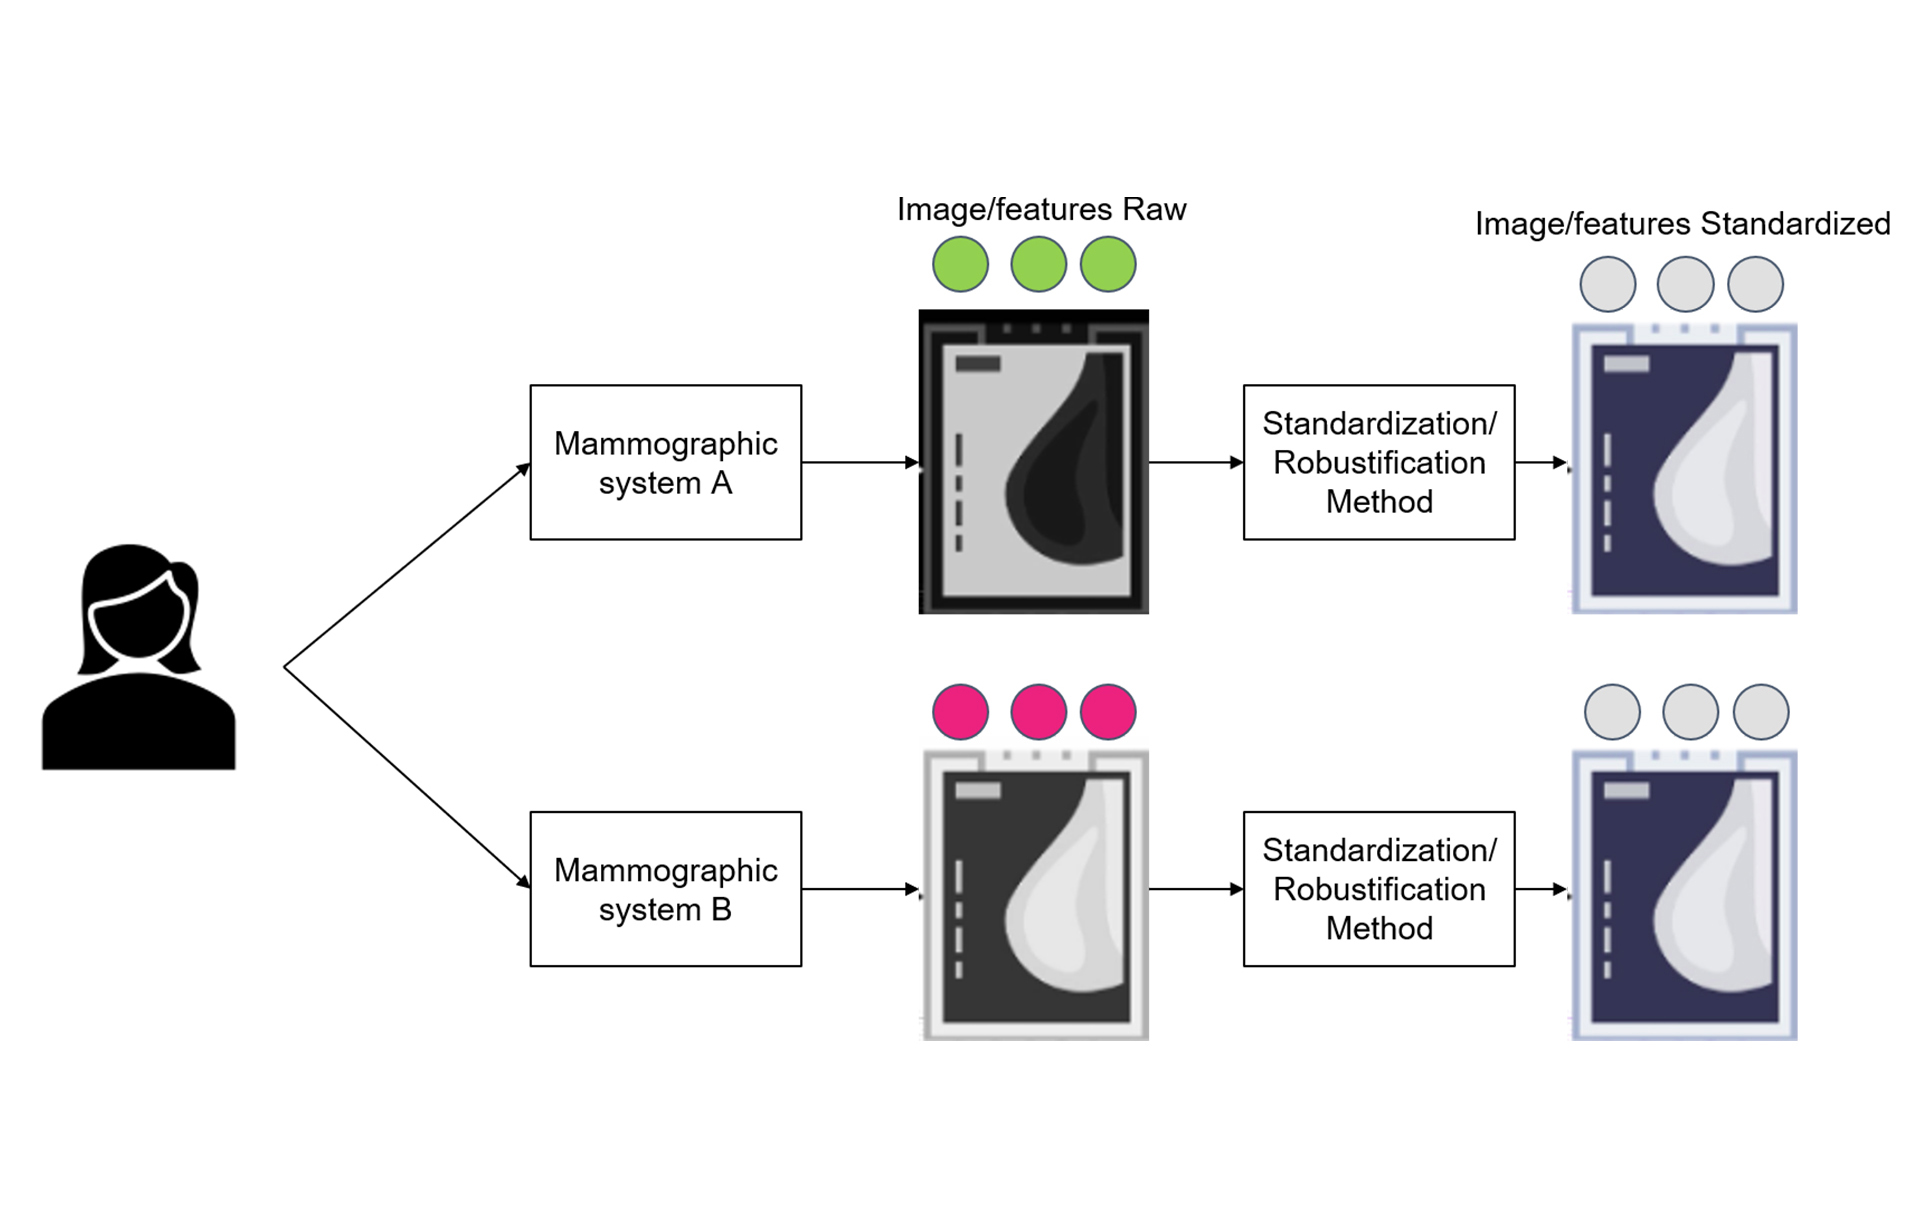 Image/features Raw
Image/features Standardized
Mammographic
system A
Standardization/
Robustification
Method
Mammographic
system B
Standardization/
Robustification
Method